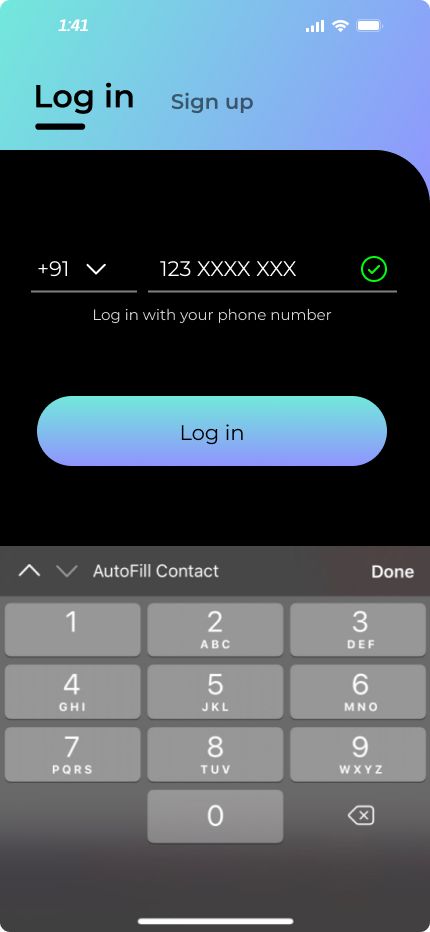 1:41
Log in
Sign up
+91
123 XXXX XXX
Log in with your phone number
Log in
AutoFill Contact
Done
1
2
ABC
3
DEF
4
GHI
5
JKL
6
MNO
7
PQRS
8
TUV
9
WXYZ
0